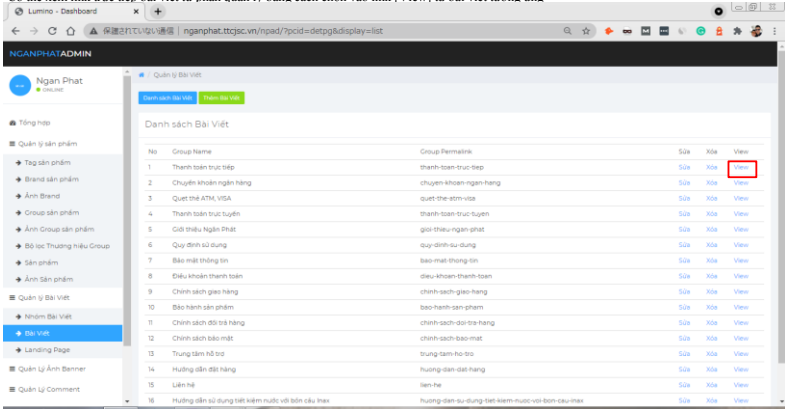 Lumino - Dashboard
保護されていない通信 | nganphat.ttcjsc.vn/npad/?pcid=detpg&display=list
NGANPHATADMIN
Ngan Phat
ONLINE
Tổng hợp
Quản lý sản phẩm
Tag sản phẩm
Brand sản phẩm
Ảnh Brand
Group sản phẩm
Ảnh Group sản phẩm
Bộ lọc Thương hiệu Group
Sản phẩm
Ảnh Sản phẩm
Quản lý Bài Viết
Nhóm Bài Viết
Bài Viết
Landing Page
Quản Lý Ảnh Banner
Quản Lý Comment
/ Quản lý Bài Viết
Danh sách Bài Viết Thêm Bài Viết
Danh sách Bài Viết
No Group Name Group Permalink Sửa Xóa View
1 Thanh toán trực tiếp thanh-toan-truc-tiep Sửa Xóa View
2 Chuyển khoản ngân hàng chuyen-khoan-ngan-hang Sửa Xóa View
3 Quẹt thẻ ATM, VISA quet-the-atm-visa Sửa Xóa View
4 Thanh toán trực tuyến thanh-toan-truc-tuyen Sửa Xóa View
5 Giới thiệu Ngân Phát gioi-thieu-ngan-phat Sửa Xóa View
6 Quy định sử dụng quy-dinh-su-dung Sửa Xóa View
7 Bảo mật thông tin bao-mat-thong-tin Sửa Xóa View
8 Điều khoản thanh toán dieu-khoan-thanh-toan Sửa Xóa View
9 Chính sách giao hàng chinh-sach-giao-hang Sửa Xóa View
10 Bảo hành sản phẩm bao-hanh-san-pham Sửa Xóa View
11 Chính sách đổi trả hàng chinh-sach-doi-tra-hang Sửa Xóa View
12 Chính sách bảo mật chinh-sach-bao-mat Sửa Xóa View
13 Trung tâm hỗ trợ trung-tam-ho-tro Sửa Xóa View
14 Hướng dẫn đặt hàng huong-dan-dat-hang Sửa Xóa View
15 Liên hệ lien-he Sửa Xóa View
16 Hướng dẫn sử dụng tiết kiệm nước với bồn cầu Inax huong-dan-su-dung-tiet-kiem-nuoc-voi-bon-cau-inax Sửa Xóa View